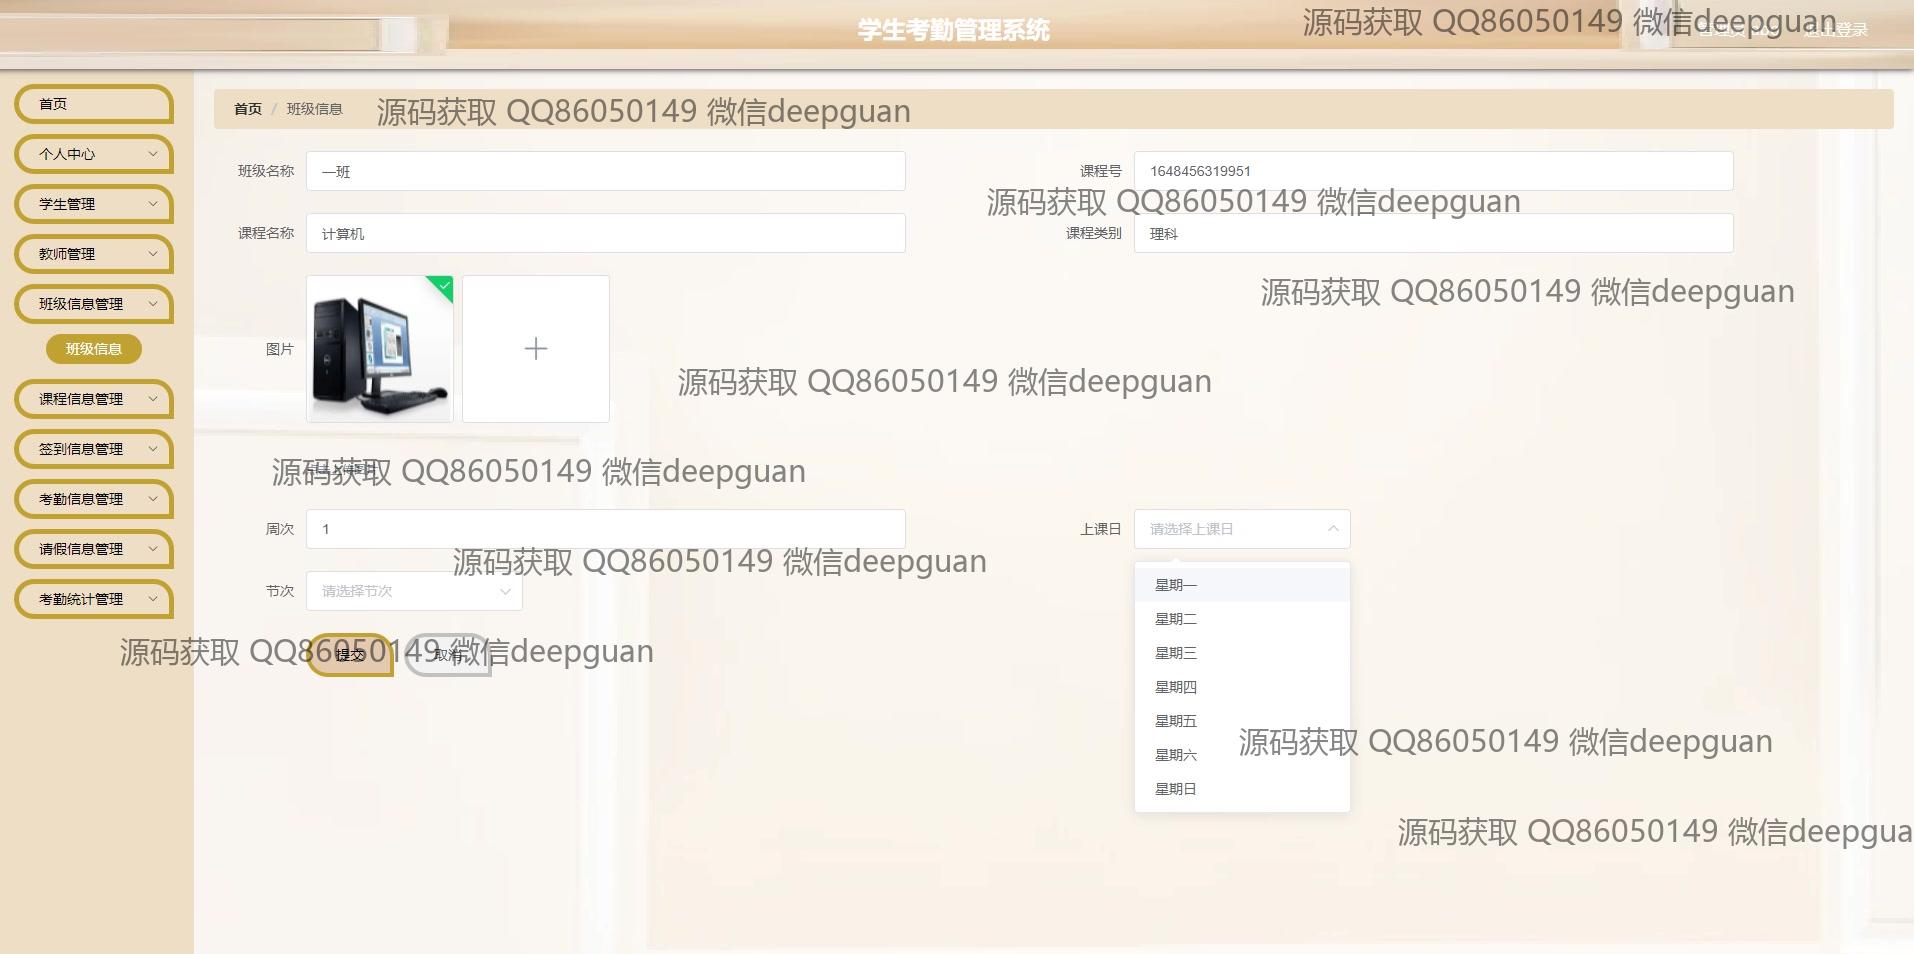 学生考勤管理系统
源码获取 QQ86050149 微信deepguan
退出登录
首页
个人中心
学生管理
教师管理
班级信息管理
班级信息
课程信息管理
签到信息管理
考勤信息管理
请假信息管理
考勤统计管理
首页 / 班级信息
源码获取 QQ86050149 微信deepguan
班级名称 一班
课程号 1648456319951
源码获取 QQ86050149 微信deepguan
课程名称 计算机
课程类别 理科
源码获取 QQ86050149 微信deepguan
图片
源码获取 QQ86050149 微信deepguan
源码获取 QQ86050149 微信deepguan
周次 1
上课日 请选择上课日
源码获取 QQ86050149 微信deepguan
节次 请选择节次
星期一
星期二
星期三
星期四
星期五
星期六
星期日
提交
取消
源码获取 QQ86050149 微信deepguan
源码获取 QQ86050149 微信deepguan
源码获取 QQ86050149 微信deepgua